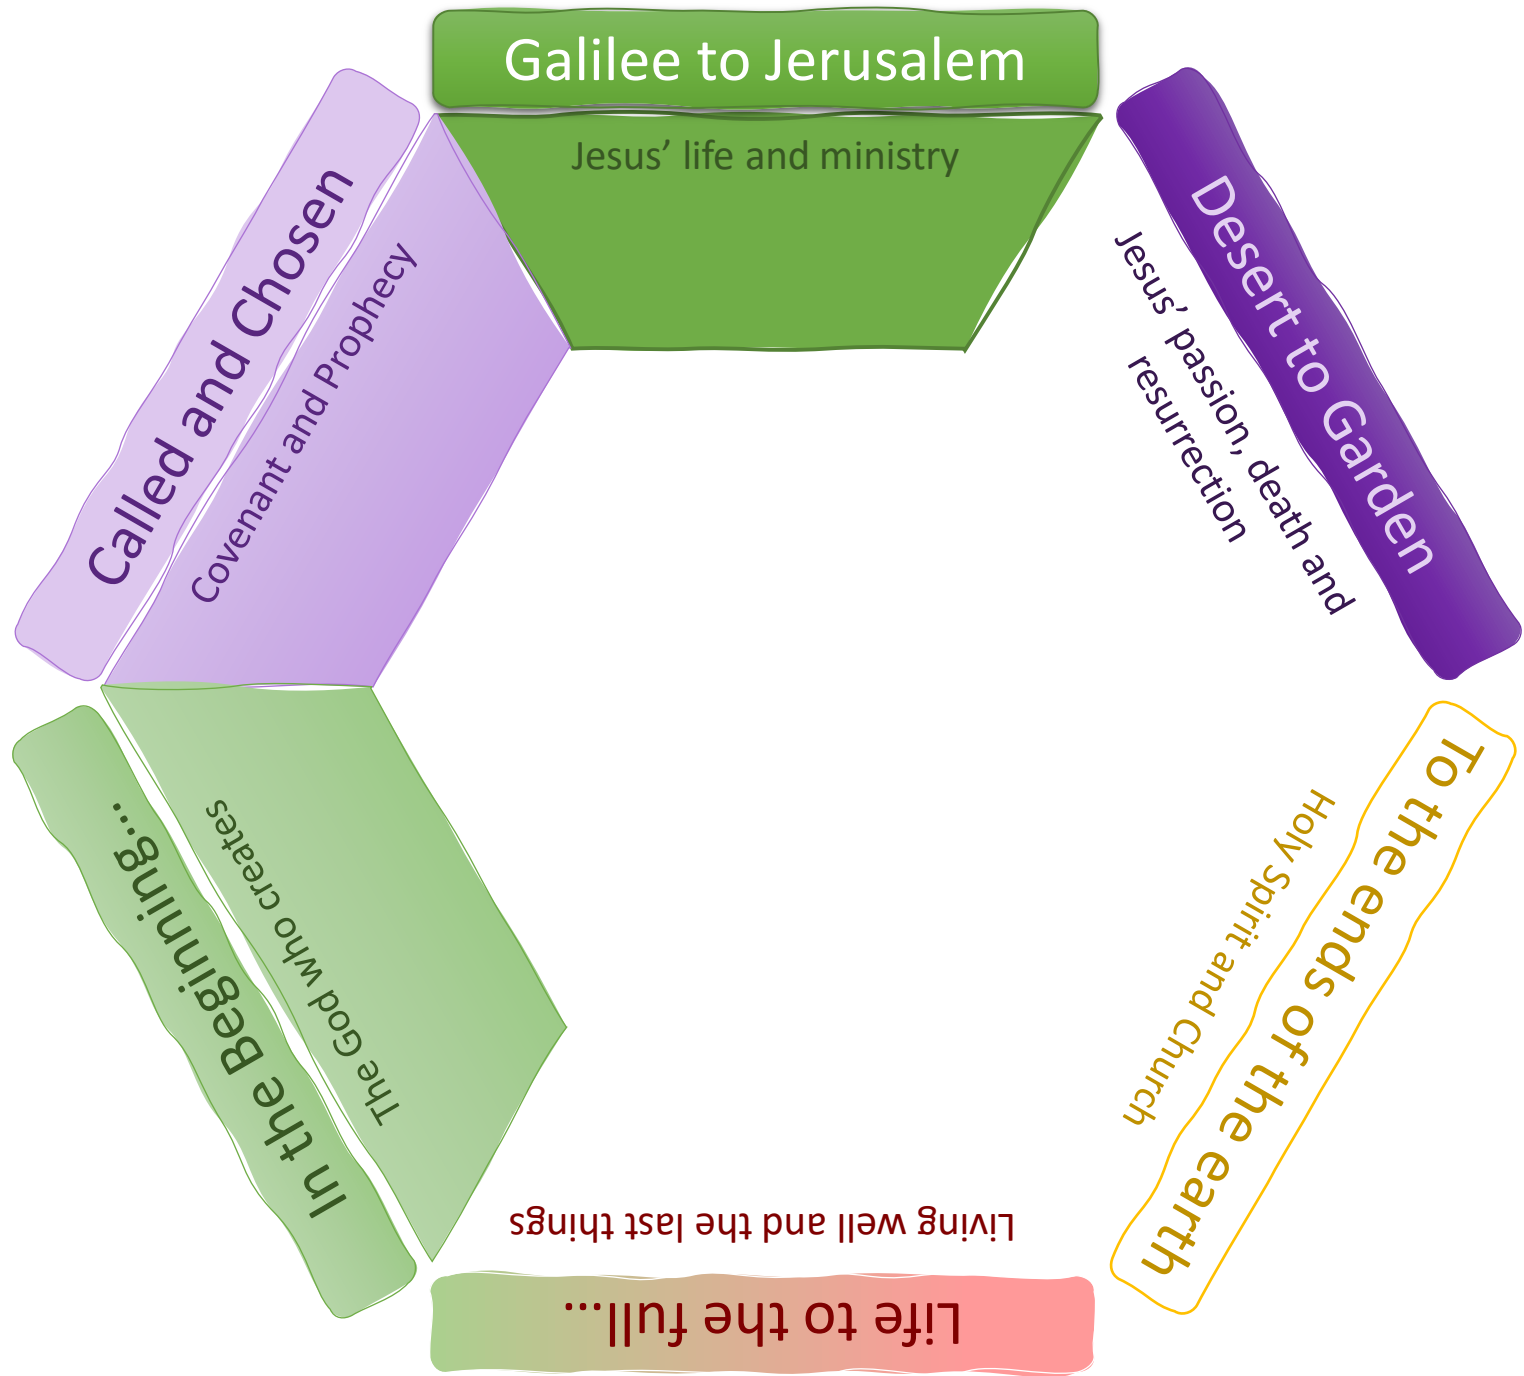 Galilee to Jerusalem
Jesus’ life and ministry
Desert to Garden
Jesus’ passion, death and
resurrection
To the ends of the earth
Holy Spirit and Church
Life to the full...
Living well and the last things
In the Beginning...
The God who creates
Called and Chosen
Covenant and Prophecy